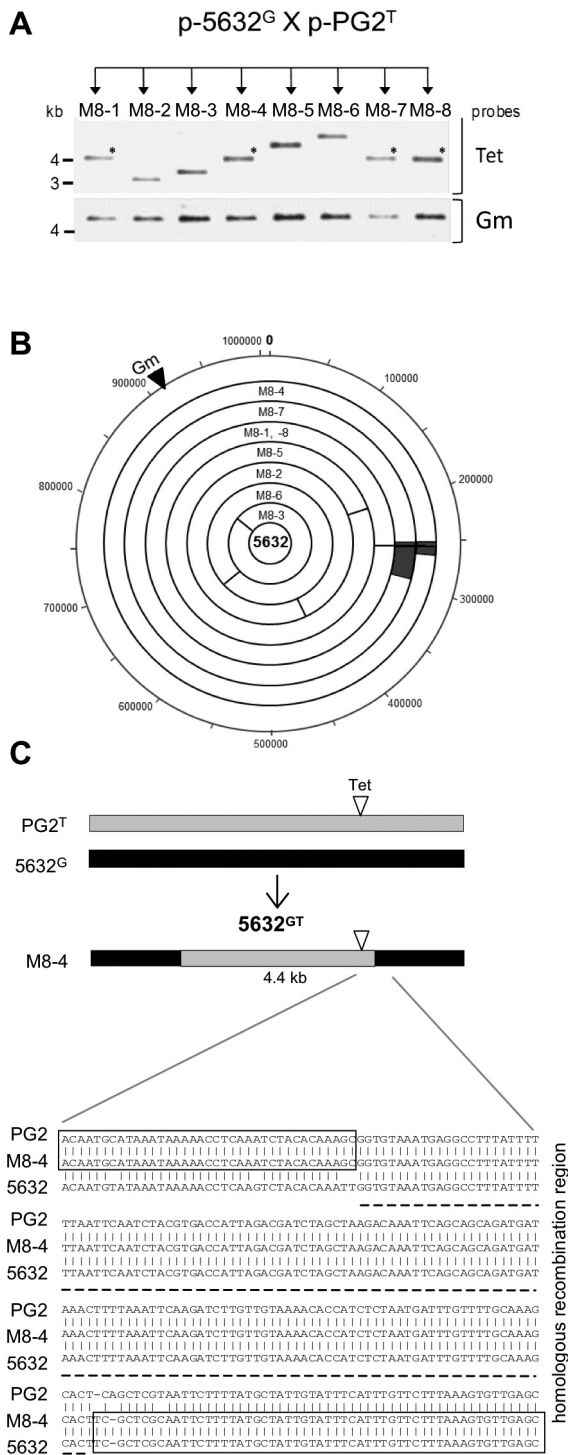 A
p-5632G X p-PG2T
kb M8-1 M8-2 M8-3 M8-4 M8-5 M8-6 M8-7 M8-8 probes
* * * *
4
3
Tet
4
Gm
B
1000000 0
100000
200000
300000
400000
500000
600000
700000
800000
900000
Gm
M8-4
M8-7
M8-1, -8
M8-5
M8-2
M8-6
M8-3
5632
C
Tet
PG2T
5632G
5632GT
M8-4
4.4 kb
PG2 ACAATGCATAAATAAAAACCTCAAATCTACACAAAGCGGTGTAAATGAGGCCTTTATTTT
M8-4 ACAATGCATAAATAAAAACCTCAAATCTACACAAAGCGGTGTAAATGAGGCCTTTATTTT
5632 ACAATGTATAAATAAAAACCTCAAGTCTACACAAATTGGTGTAAATGAGGCCTTTATTTT
PG2 TTAATTCAATCTACGTGACCATTAGACGATCTAGCTAAGACAAATTCAGCAGCAGATGAT
M8-4 TTAATTCAATCTACGTGACCATTAGACGATCTAGCTAAGACAAATTCAGCAGCAGATGAT
5632 TTAATTCAATCTACGTGACCATTAGACGATCTAGCTAAGACAAATTCAGCAGCAGATGAT
PG2 AAACTTTTAAATTCAAGATCTTGTTGTAAAACACCATCTCTAATGATTTGTTTTGCAAAG
M8-4 AAACTTTTAAATTCAAGATCTTGTTGTAAAACACCATCTCTAATGATTTGTTTTGCAAAG
5632 AAACTTTTAAATTCAAGATCTTGTTGTAAAACACCATCTCTAATGATTTGTTTTGCAAAG
PG2 CACT-CAGCTCGTAATTCTTTTATGCTATTGTATTTCATTTGTTCTTTAAAGTGTTGAGC
M8-4 CACTTC-GCTCGCAATTCTTTTATGCTATTGTATTTCATTTGTTCTTTAAAGTGTTGAGC
5632 CACTTC-GCTCGCAATTCTTTTATGCTATTGTATTTCATTTGTTCTTTAAAGTGTTGAGC
homologous recombination region